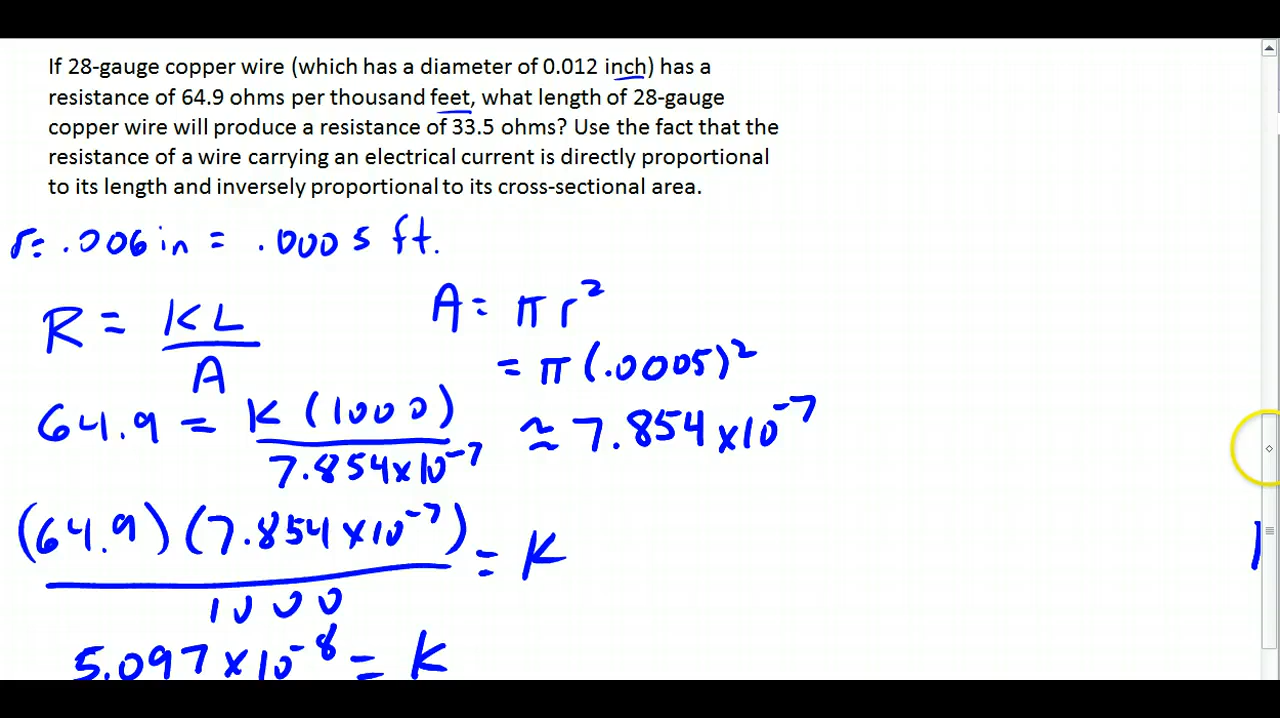 If 28-gauge copper wire (which has a diameter of 0.012 inch) has a
resistance of 64.9 ohms per thousand feet, what length of 28-gauge
copper wire will produce a resistance of 33.5 ohms? Use the fact that the
resistance of a wire carrying an electrical current is directly proportional
to its length and inversely proportional to its cross-sectional area.
r= .006 in = .0005 ft.
R = KL / A
A = π r²
= π (.0005)²
≈ 7.854 x 10⁻⁷
64.9 = K (1000) / 7.854x10⁻⁷
(64.9) (7.854 x 10⁻⁷) / 1000 = K
5.097 x 10⁻⁸ = K